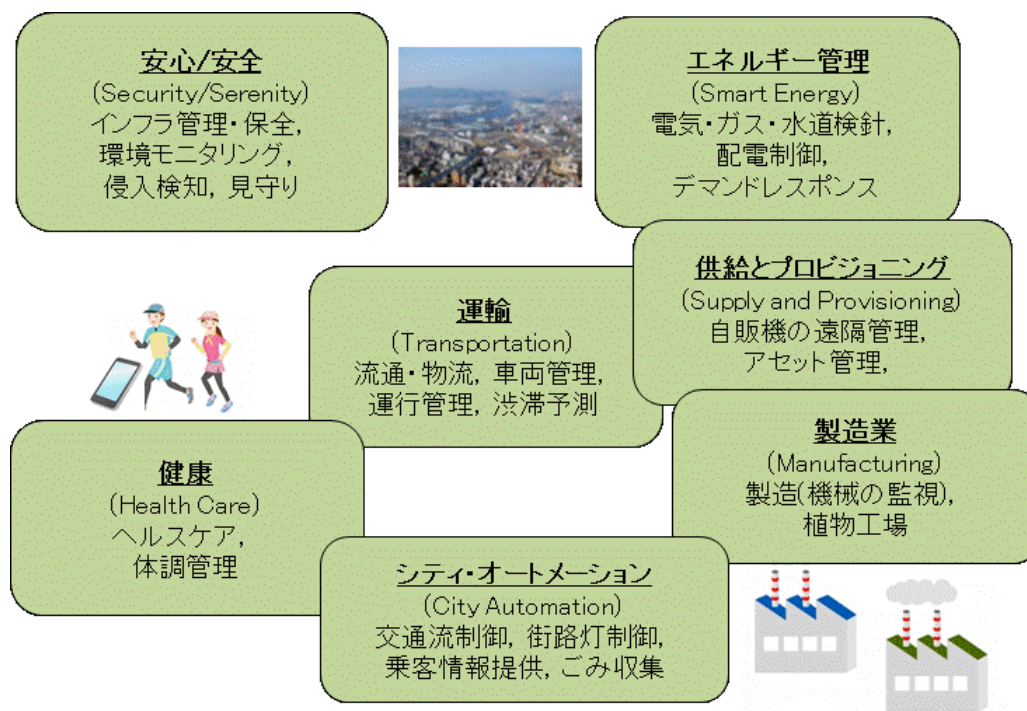 安心/安全
(Security/Serenity)
インフラ管理・保全,
環境モニタリング,
侵入検知, 見守り
エネルギー管理
(Smart Energy)
電気・ガス・水道検針,
配電制御,
デマンドレスポンス
供給とプロビジョニング
(Supply and Provisioning)
自販機の遠隔管理,
アセット管理,
運輸
(Transportation)
流通・物流, 車両管理,
運行管理, 渋滞予測
製造業
(Manufacturing)
製造(機械の監視),
植物工場
健康
(Health Care)
ヘルスケア,
体調管理
シティ・オートメーション
(City Automation)
交通流制御, 街路灯制御,
乗客情報提供, ごみ収集